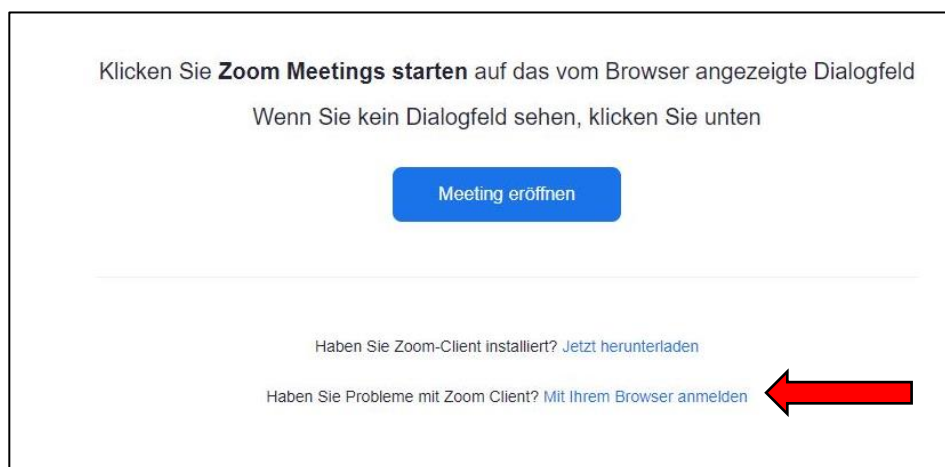 Klicken Sie Zoom Meetings starten auf das vom Browser angezeigte Dialogfeld
Wenn Sie kein Dialogfeld sehen, klicken Sie unten
Meeting eröffnen
Haben Sie Zoom-Client installiert? Jetzt herunterladen
Haben Sie Probleme mit Zoom Client? Mit Ihrem Browser anmelden